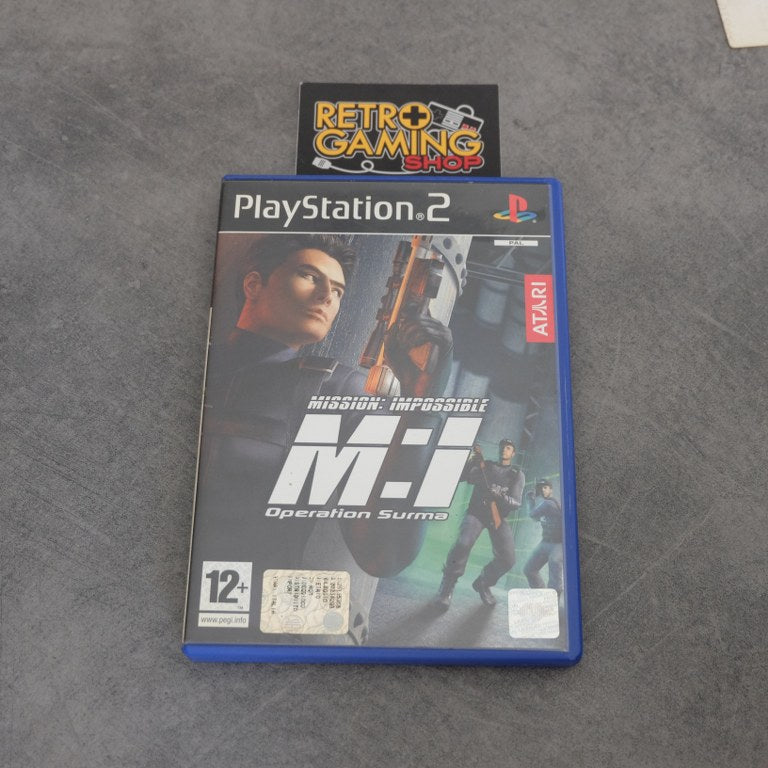 RETRO
GAMING
SHOP
PlayStation®2
PAL
ATARI
MISSION: IMPOSSIBLE
M:I
Operation Surma
12+
www.pegi.info